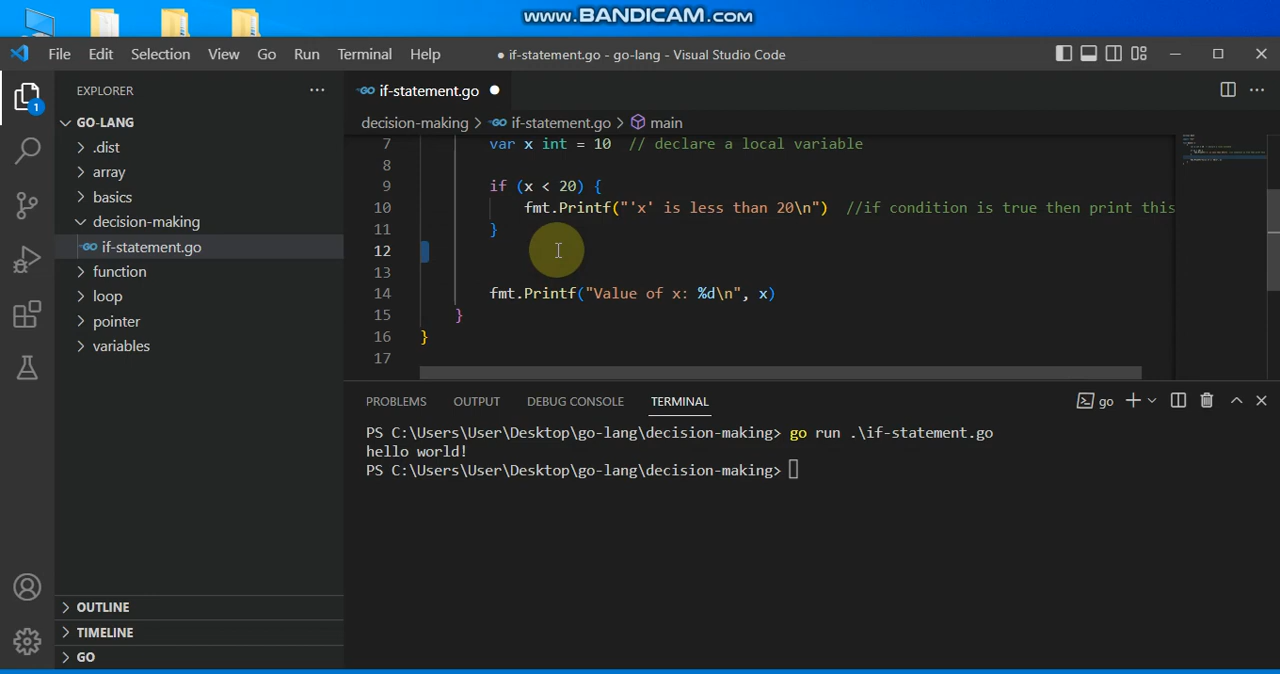 www.BANDICAM.com
File Edit Selection View Go Run Terminal Help
● if-statement.go - go-lang - Visual Studio Code
EXPLORER
1
GO-LANG
.dist
array
basics
decision-making
GO if-statement.go
function
loop
pointer
variables
OUTLINE
TIMELINE
GO
GO if-statement.go
decision-making > GO if-statement.go > main
7 var x int = 10 // declare a local variable
8
9 if (x < 20) {
10 fmt.Printf("'x' is less than 20\n") //if condition is true then print this
11 }
12
13
14 fmt.Printf("Value of x: %d\n", x)
15 }
16 }
17
PROBLEMS OUTPUT DEBUG CONSOLE TERMINAL
go
PS C:\Users\User\Desktop\go-lang\decision-making> go run .\if-statement.go
hello world!
PS C:\Users\User\Desktop\go-lang\decision-making>